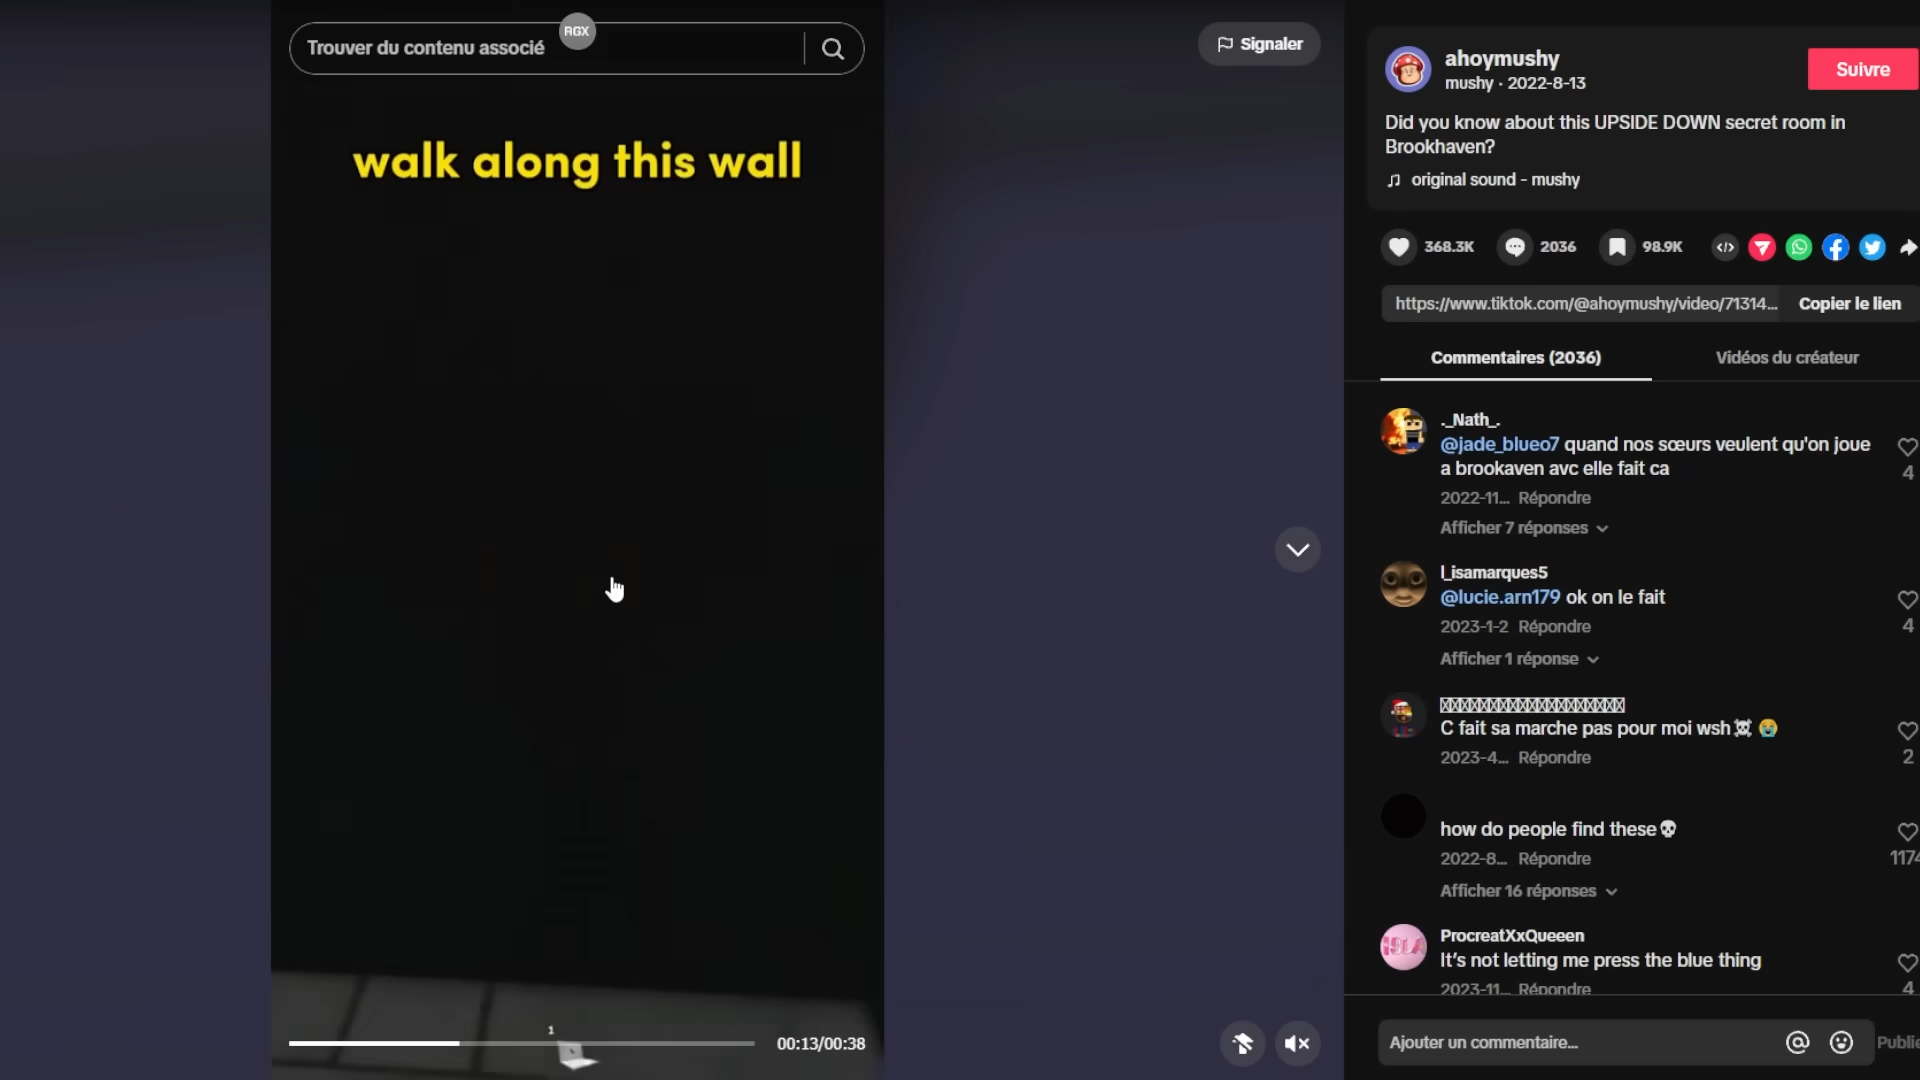 Trouver du contenu associé
RGX
Signaler
walk along this wall
1
00:13/00:38
ahoymushy
mushy · 2022-8-13
Suivre
Did you know about this UPSIDE DOWN secret room in
Brookhaven?
original sound - mushy
368.3K
2036
98.9K
https://www.tiktok.com/@ahoymushy/video/71314...
Copier le lien
Commentaires (2036)
Vidéos du créateur
._Nath_.
@jade_blueo7 quand nos sœurs veulent qu'on joue
a brookaven avc elle fait ca
4
2022-11... Répondre
Afficher 7 réponses
l_isamarques5
@lucie.arn179 ok on le fait
4
2023-1-2 Répondre
Afficher 1 réponse
C fait sa marche pas pour moi wsh☠️😭
2
2023-4... Répondre
how do people find these💀
1174
2022-8... Répondre
Afficher 16 réponses
ISLA
ProcreatXxQueeen
It's not letting me press the blue thing
4
2023-11... Répondre
Ajouter un commentaire...
Publie